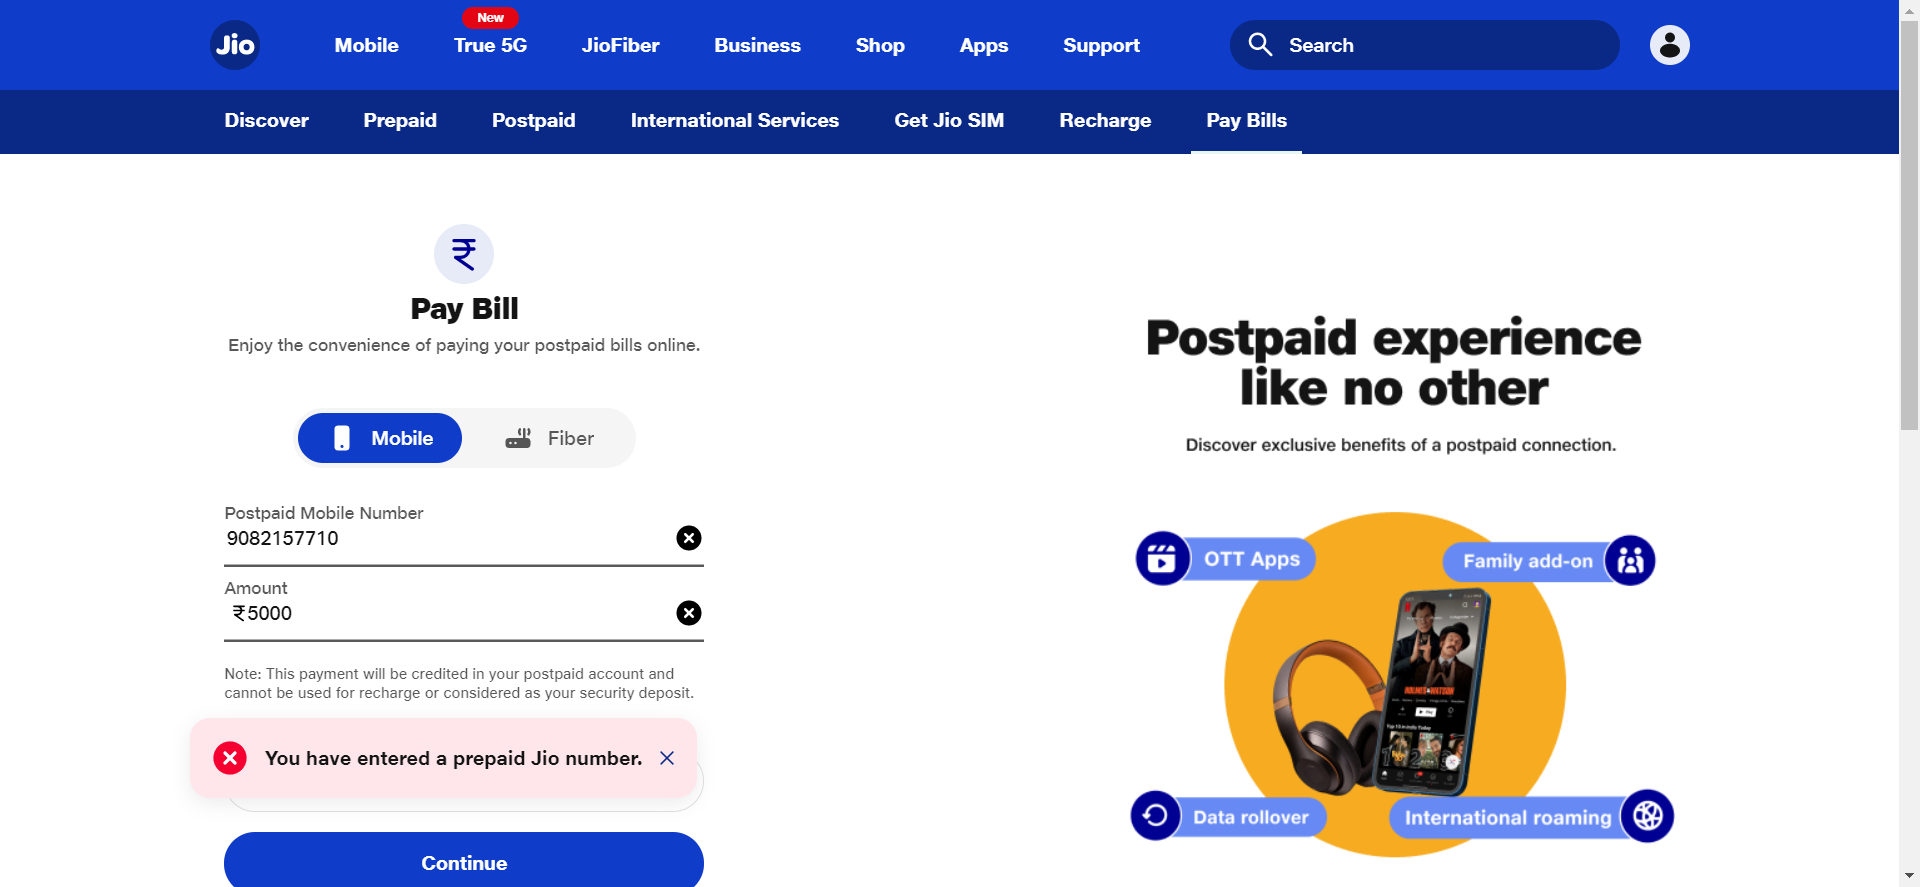 New
Jio
Mobile
True 5G
JioFiber
Business
Shop
Apps
Support
Search
Discover
Prepaid
Postpaid
International Services
Get Jio SIM
Recharge
Pay Bills
₹
Pay Bill
Enjoy the convenience of paying your postpaid bills online.
Mobile
Fiber
Postpaid Mobile Number
9082157710
Amount
₹5000
Note: This payment will be credited in your postpaid account and
cannot be used for recharge or considered as your security deposit.
You have entered a prepaid Jio number.
Continue
Postpaid experience
like no other
Discover exclusive benefits of a postpaid connection.
OTT Apps
Family add-on
HOLMES & WATSON
Data rollover
International roaming